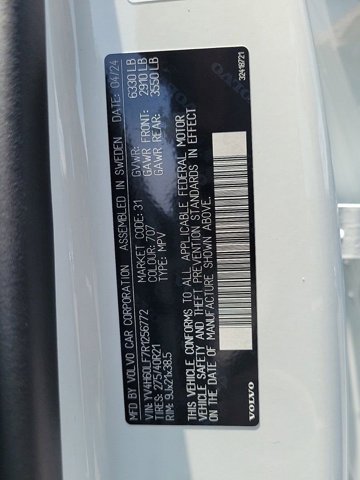 MFD BY VOLVO CAR CORPORATION ASSEMBLED IN SWEDEN DATE: 04/24
VIN: YV4H60LF7R1256772 GVWR: 6330 LB
MARKET CODE: 31 GAWR FRONT: 2910 LB
TIRES: 275/40R21 COLOUR: 707 GAWR REAR: 3550 LB
RIM: 9Jx21x38.5 TYPE: MPV
THIS VEHICLE CONFORMS TO ALL APPLICABLE FEDERAL MOTOR
VEHICLE SAFETY AND THEFT PREVENTION STANDARDS IN EFFECT
ON THE DATE OF MANUFACTURE SHOWN ABOVE.
VOLVO
32418721